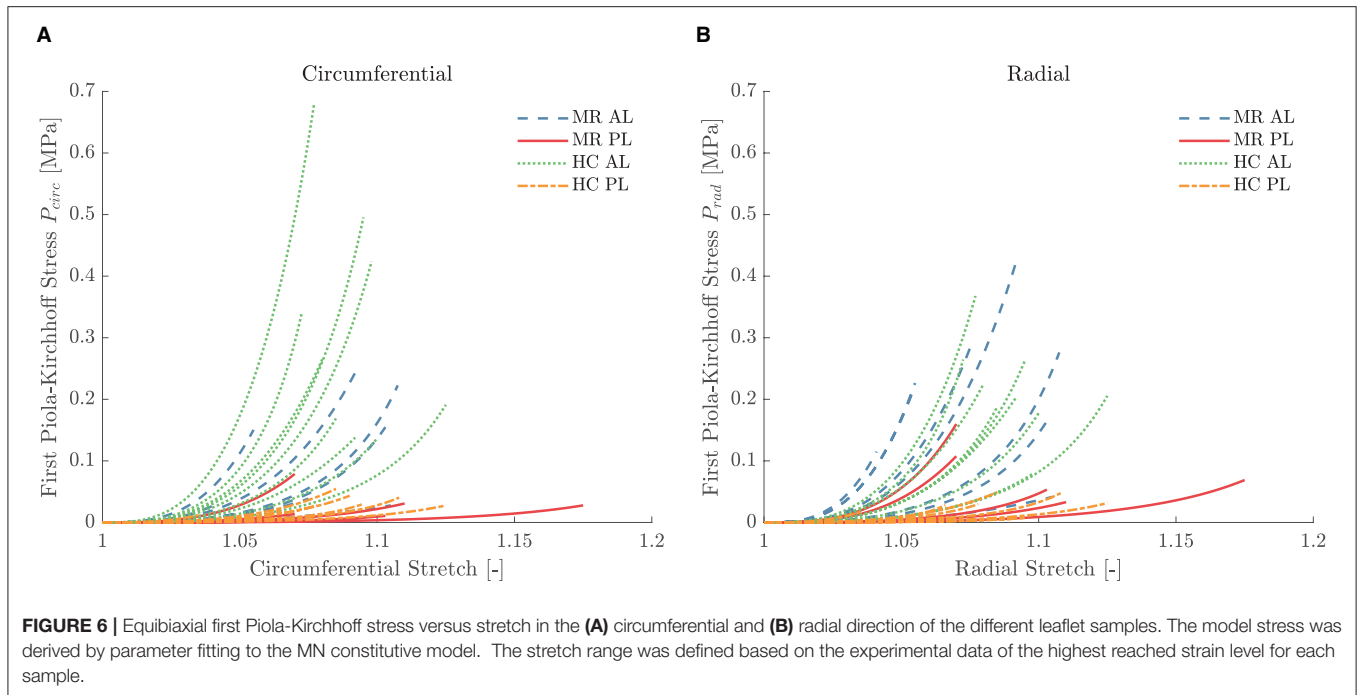 A
Circumferential
0.7
0.6
0.5
0.4
0.3
0.2
0.1
0
First Piola-Kirchhoff Stress P_circ [MPa]
MR AL
MR PL
HC AL
HC PL
1 1.05 1.1 1.15 1.2
Circumferential Stretch [-]
B
Radial
0.7
0.6
0.5
0.4
0.3
0.2
0.1
0
First Piola-Kirchhoff Stress P_rad [MPa]
MR AL
MR PL
HC AL
HC PL
1 1.05 1.1 1.15 1.2
Radial Stretch [-]
FIGURE 6 | Equibiaxial first Piola-Kirchhoff stress versus stretch in the (A) circumferential and (B) radial direction of the different leaflet samples. The model stress was
derived by parameter fitting to the MN constitutive model. The stretch range was defined based on the experimental data of the highest reached strain level for each
sample.